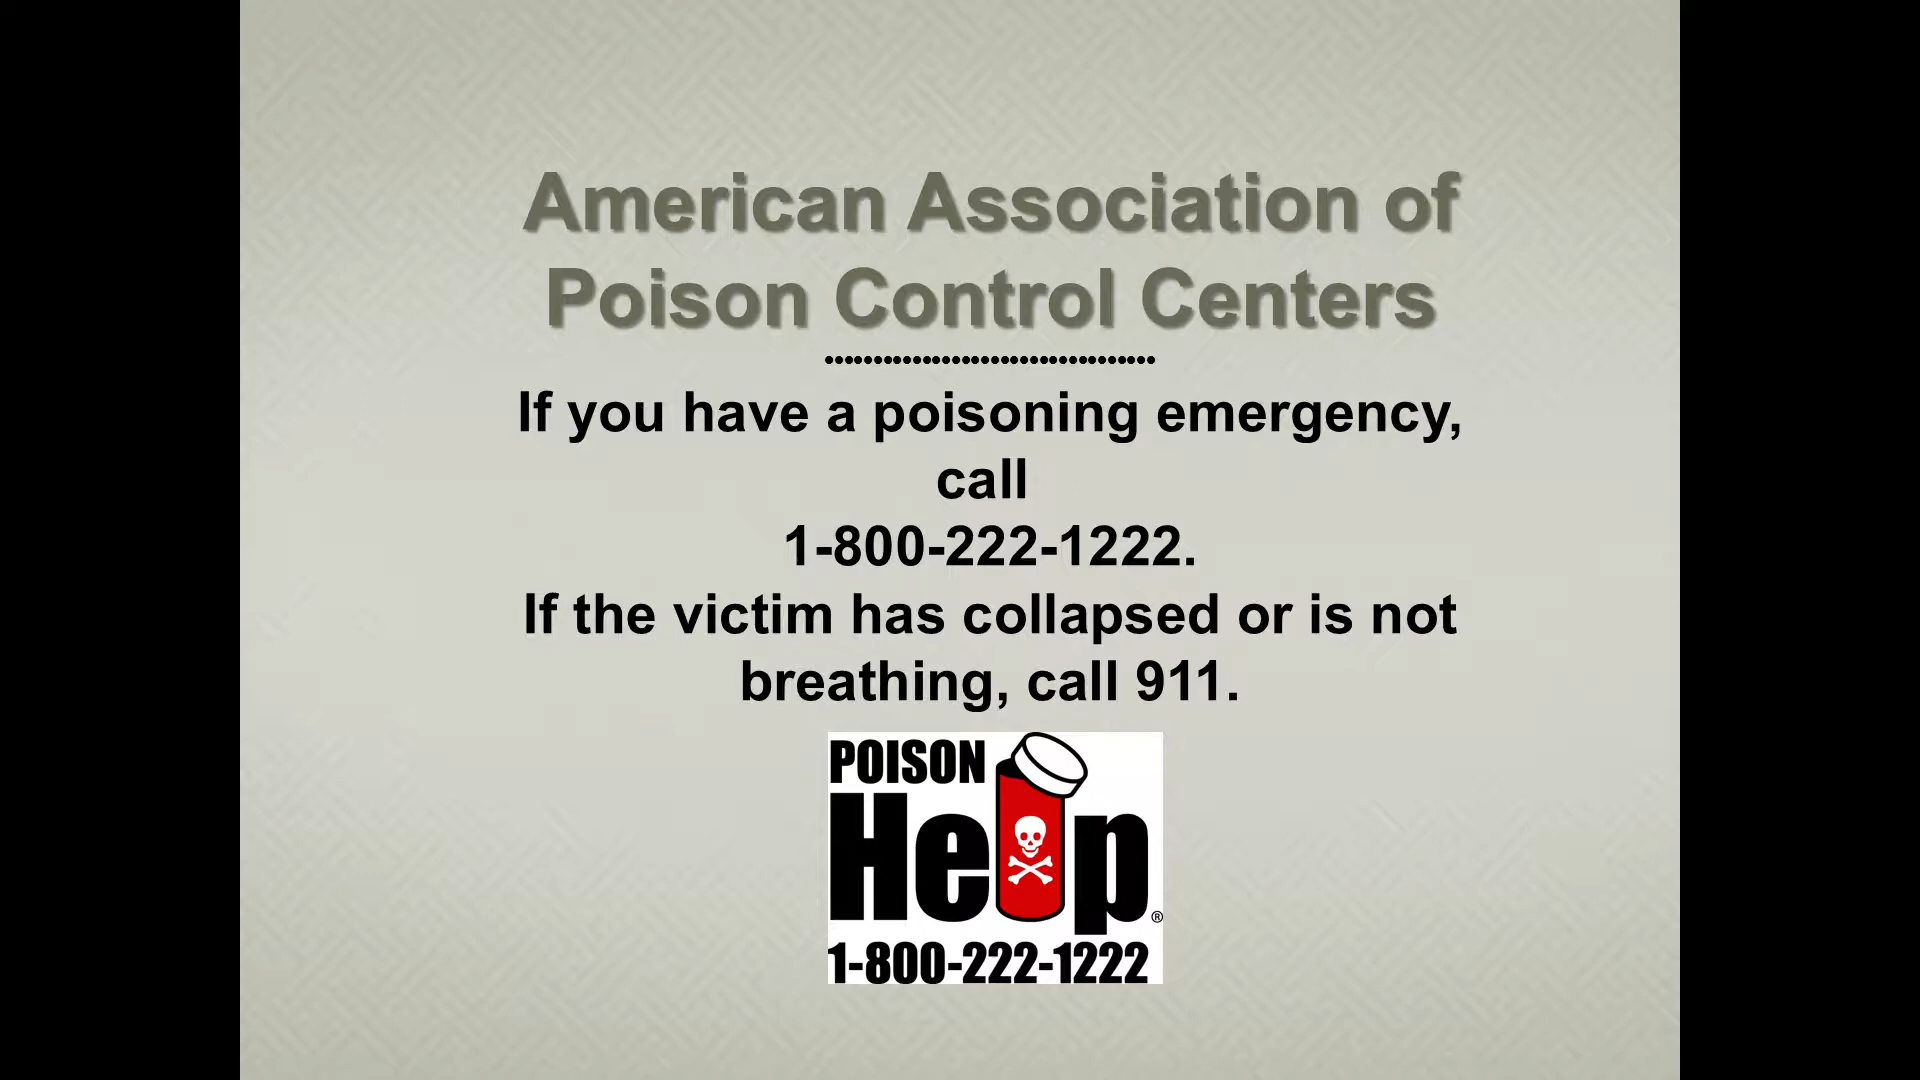 American Association of
Poison Control Centers
If you have a poisoning emergency,
call
1-800-222-1222.
If the victim has collapsed or is not
breathing, call 911.
POISON
Help®
1-800-222-1222